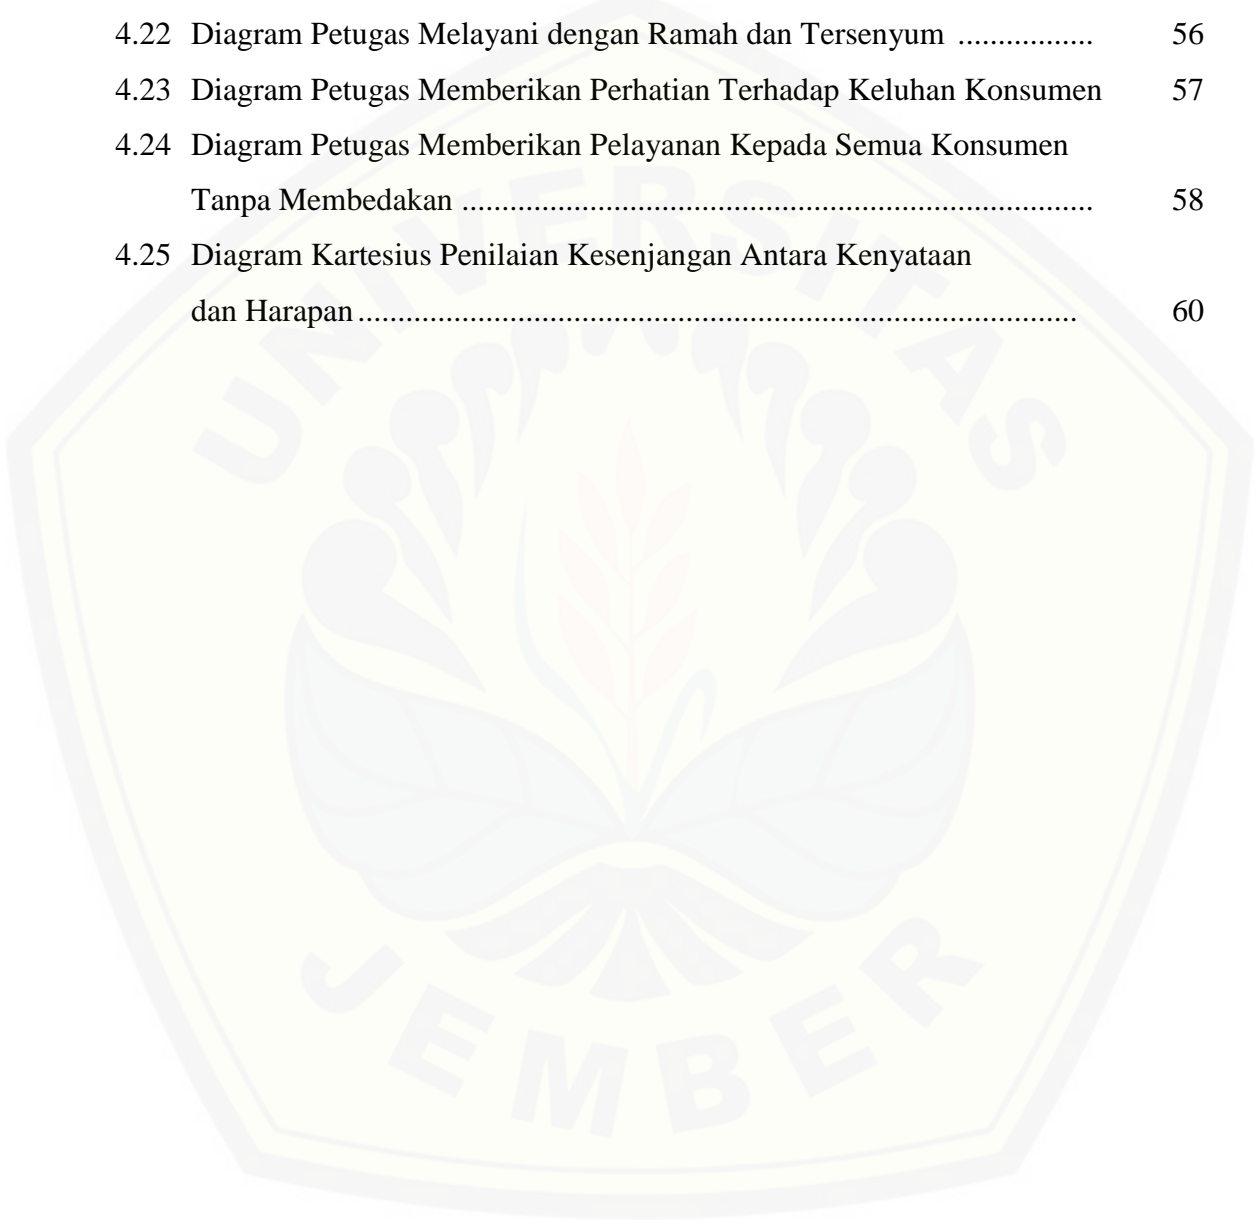 4.22 Diagram Petugas Melayani dengan Ramah dan Tersenyum ................. 56
4.23 Diagram Petugas Memberikan Perhatian Terhadap Keluhan Konsumen 57
4.24 Diagram Petugas Memberikan Pelayanan Kepada Semua Konsumen
Tanpa Membedakan ............................................................................... 58
4.25 Diagram Kartesius Penilaian Kesenjangan Antara Kenyataan
dan Harapan .......................................................................................... 60
UNIVERSITAS
JEMBER